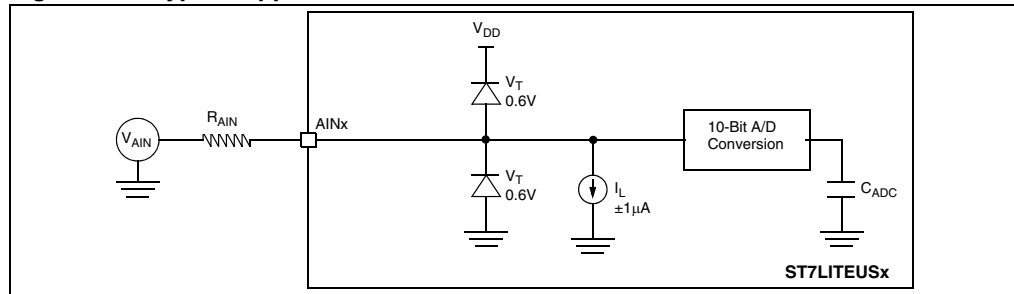 V_DD
V_T
0.6V
R_AIN
AINx
V_AIN
10-Bit A/D
Conversion
V_T
0.6V
I_L
±1μA
C_ADC
ST7LITEUSx